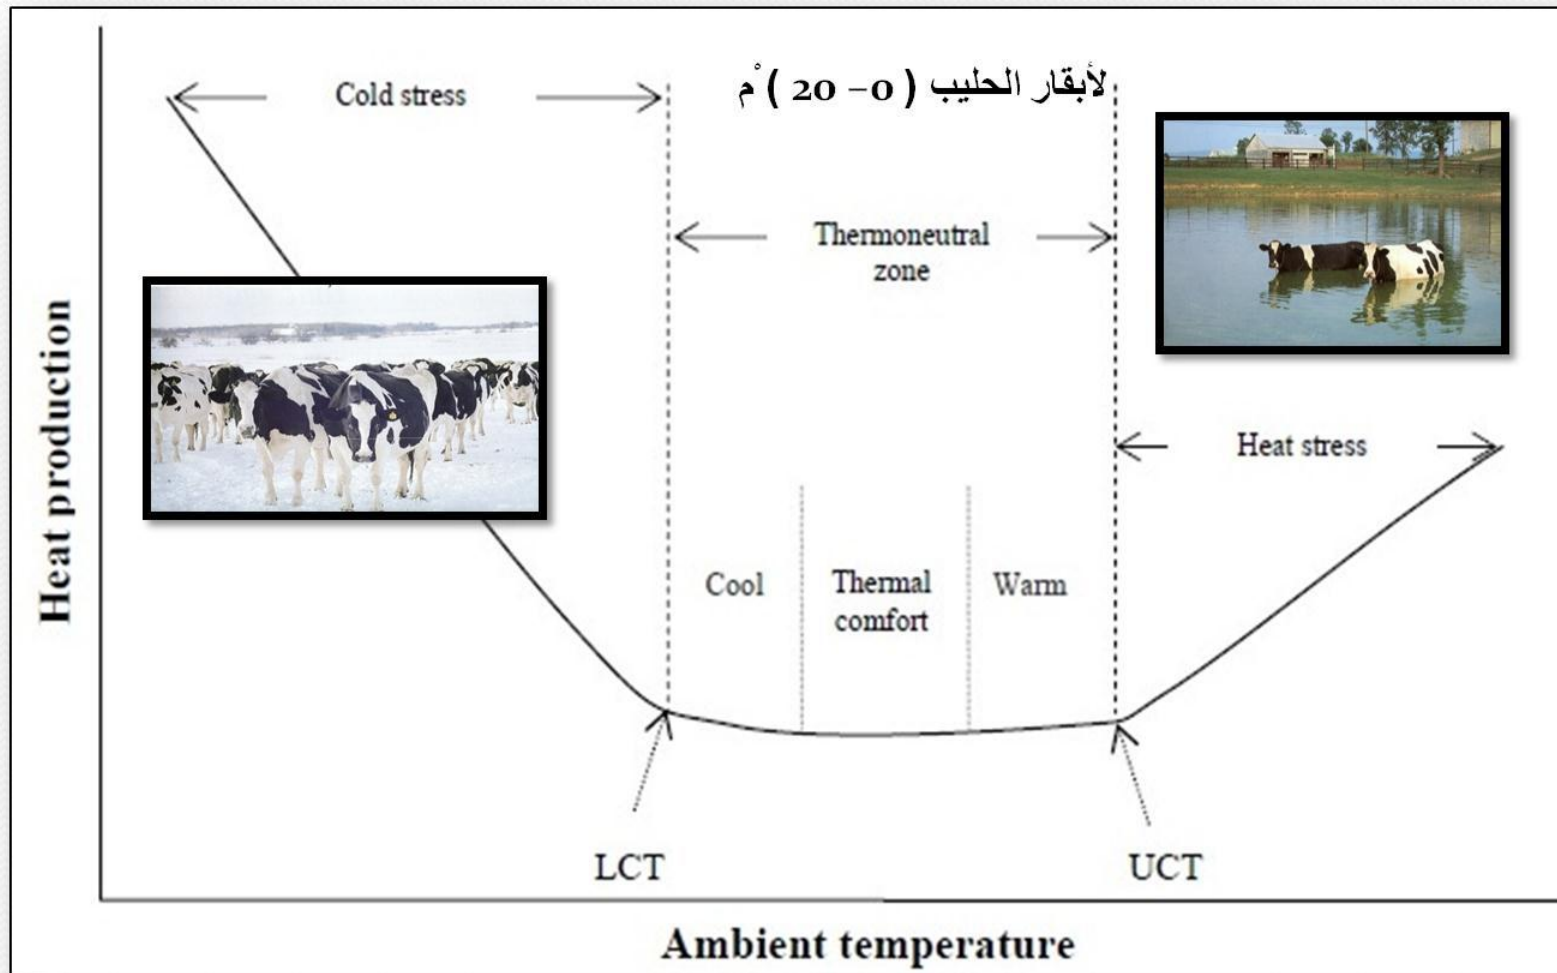 Cold stress
لأبقار الحليب ( 0– 20 ) ْم
Thermoneutral
zone
Heat stress
Cool
Thermal
comfort
Warm
Heat production
LCT
UCT
Ambient temperature